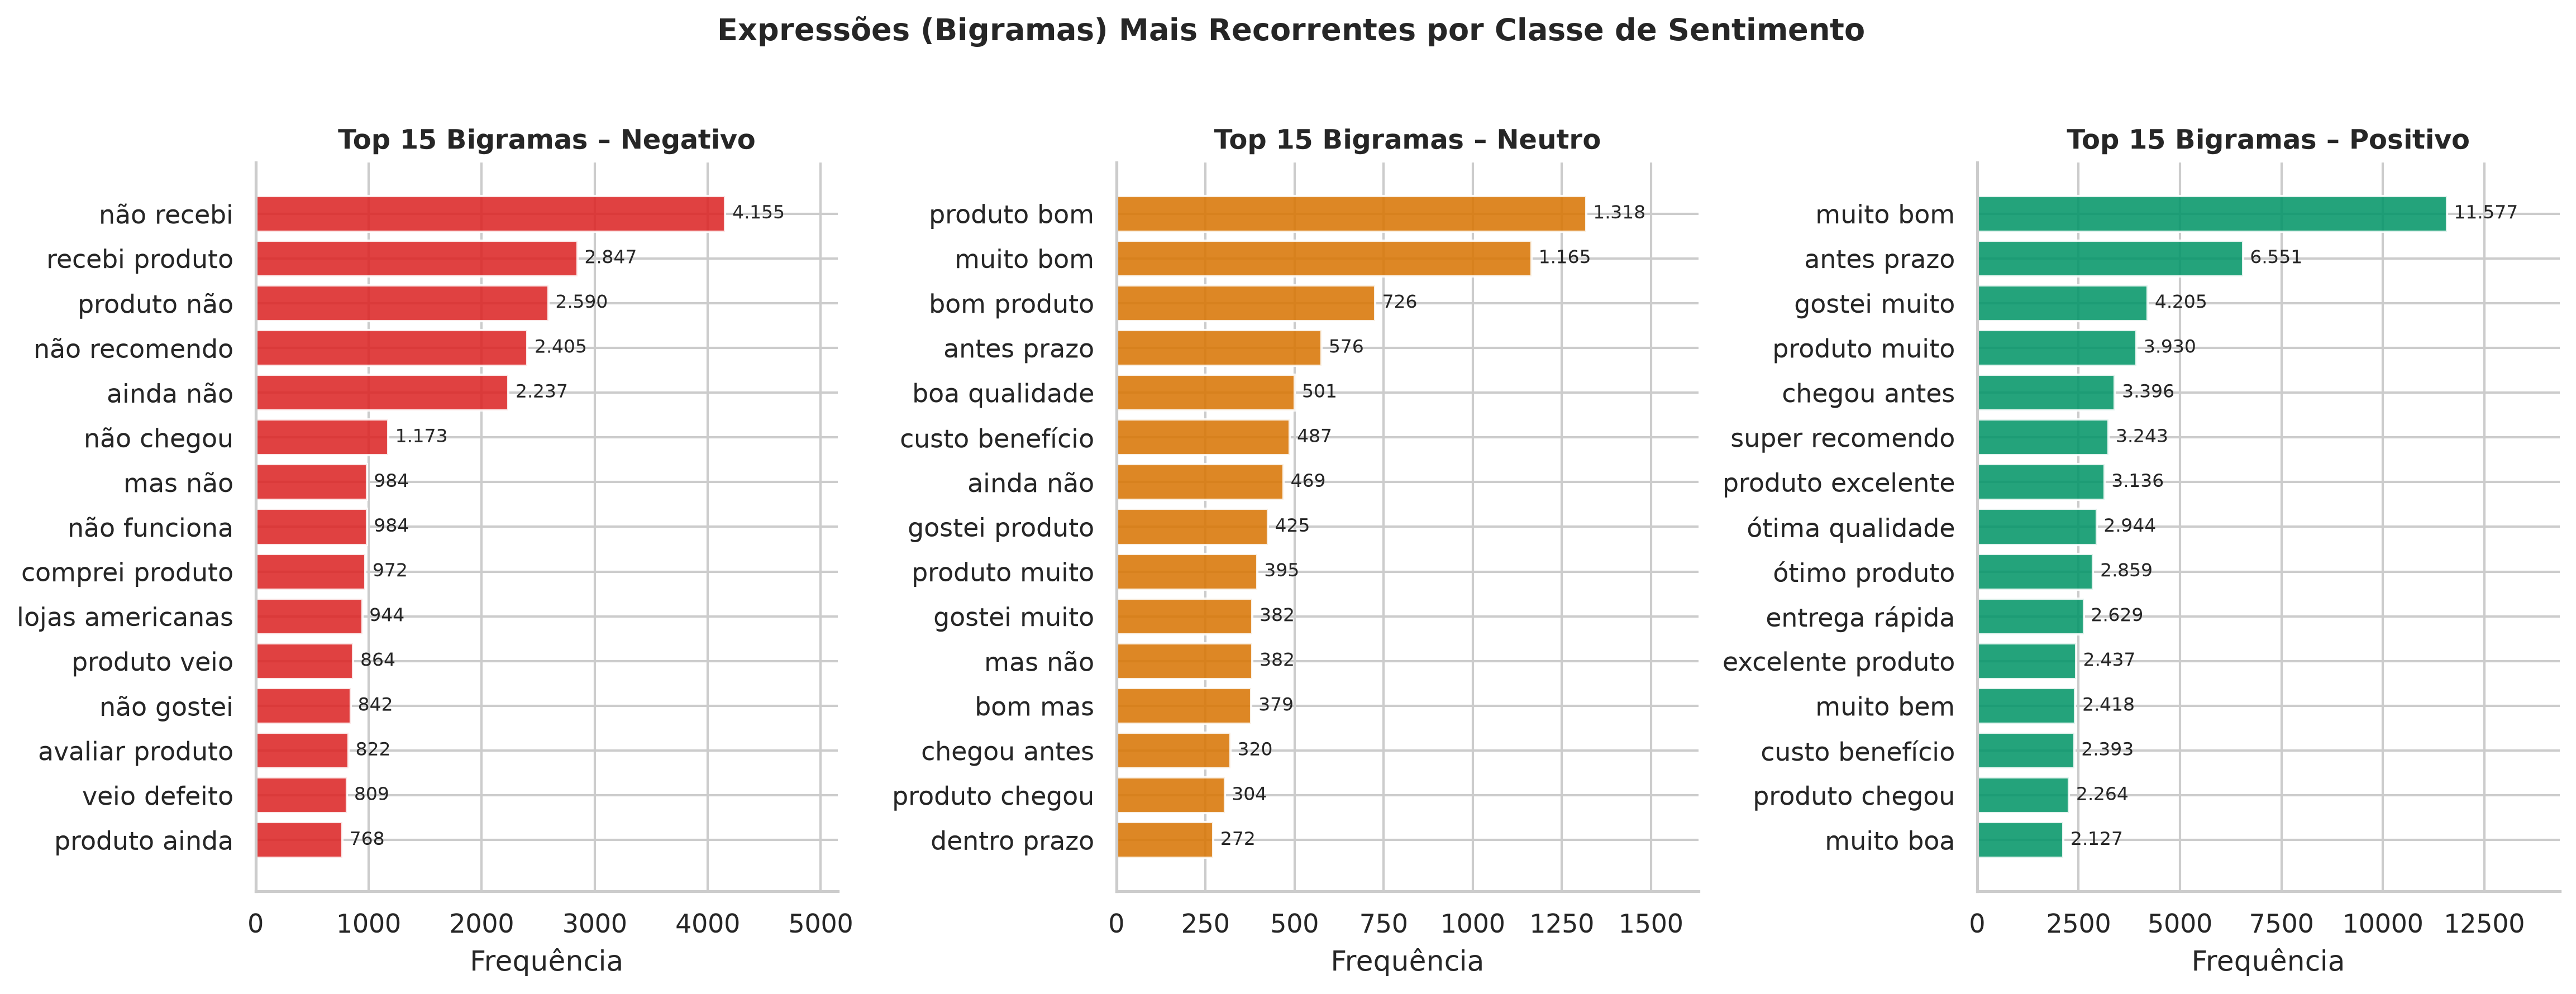 Expressões (Bigramas) Mais Recorrentes por Classe de Sentimento
Top 15 Bigramas – Negativo
não recebi 4.155
recebi produto 2.847
produto não 2.590
não recomendo 2.405
ainda não 2.237
não chegou 1.173
mas não 984
não funciona 984
comprei produto 972
lojas americanas 944
produto veio 864
não gostei 842
avaliar produto 822
veio defeito 809
produto ainda 768
0 1000 2000 3000 4000 5000
Frequência
Top 15 Bigramas – Neutro
produto bom 1.318
muito bom 1.165
bom produto 726
antes prazo 576
boa qualidade 501
custo benefício 487
ainda não 469
gostei produto 425
produto muito 395
gostei muito 382
mas não 382
bom mas 379
chegou antes 320
produto chegou 304
dentro prazo 272
0 250 500 750 1000 1250 1500
Frequência
Top 15 Bigramas – Positivo
muito bom 11.577
antes prazo 6.551
gostei muito 4.205
produto muito 3.930
chegou antes 3.396
super recomendo 3.243
produto excelente 3.136
ótima qualidade 2.944
ótimo produto 2.859
entrega rápida 2.629
excelente produto 2.437
muito bem 2.418
custo benefício 2.393
produto chegou 2.264
muito boa 2.127
0 2500 5000 7500 10000 12500
Frequência